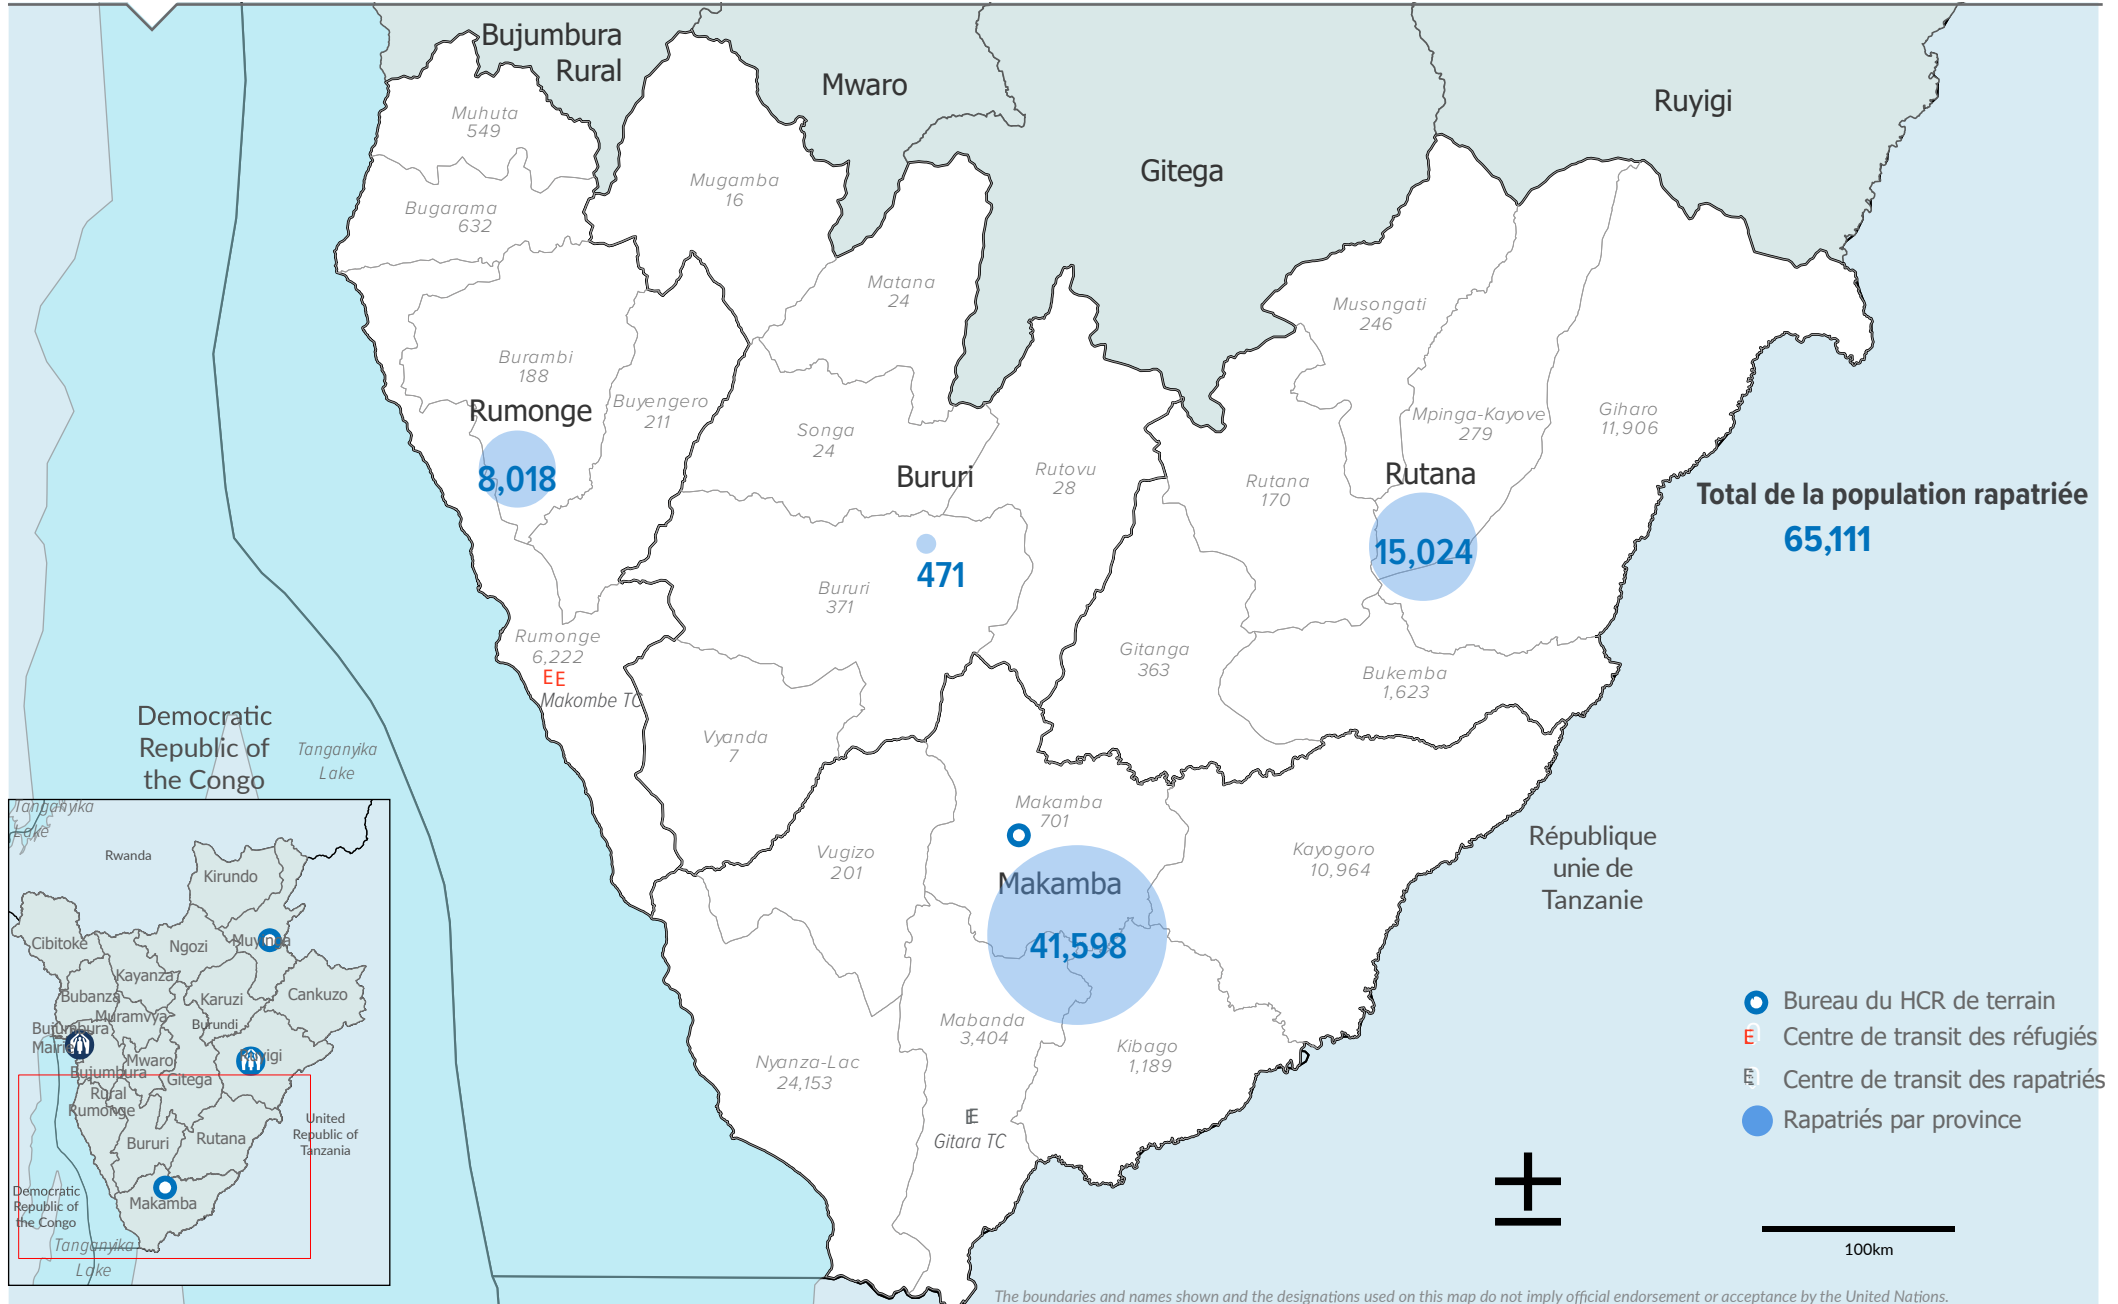 Bujumbura
Rural
Mwaro
Ruyigi
Gitega
Muhuta
549
Mugamba
16
Bugarama
632
Matana
24
Musongati
246
Burambi
188
Buyengero
211
Rumonge
8,018
Songa
24
Bururi
471
Rutovu
28
Mpinga-Kayove
279
Giharo
11,906
Rutana
170
Rutana
15,024
Total de la population rapatriée
65,111
Bururi
371
Rumonge
6,222
EE
Makombe TC
Gitanga
363
Bukemba
1,623
Vyanda
7
Democratic
Republic of
the Congo
Tanganyika
Lake
Makamba
701
Vugizo
201
Kayogoro
10,964
République
unie de
Tanzanie
Makamba
41,598
Mabanda
3,404
Kibago
1,189
Nyanza-Lac
24,153
E
Gitara TC
Tanganyika
Lake
Rwanda
Kirundo
Cibitoke
Ngozi
Muyinga
Kayanza
Bubanza
Karuzi
Cankuzo
Muramvya
Burundi
Bujumbura
Mairie
Mwaro
Ruyigi
Bujumbura
Rural
Gitega
Rumonge
United
Republic of
Tanzania
Bururi
Rutana
Democratic
Republic of
the Congo
Makamba
Tanganyika
Lake
Bureau du HCR de terrain
E Centre de transit des réfugiés
E Centre de transit des rapatriés
Rapatriés par province
100km
The boundaries and names shown and the designations used on this map do not imply official endorsement or acceptance by the United Nations.